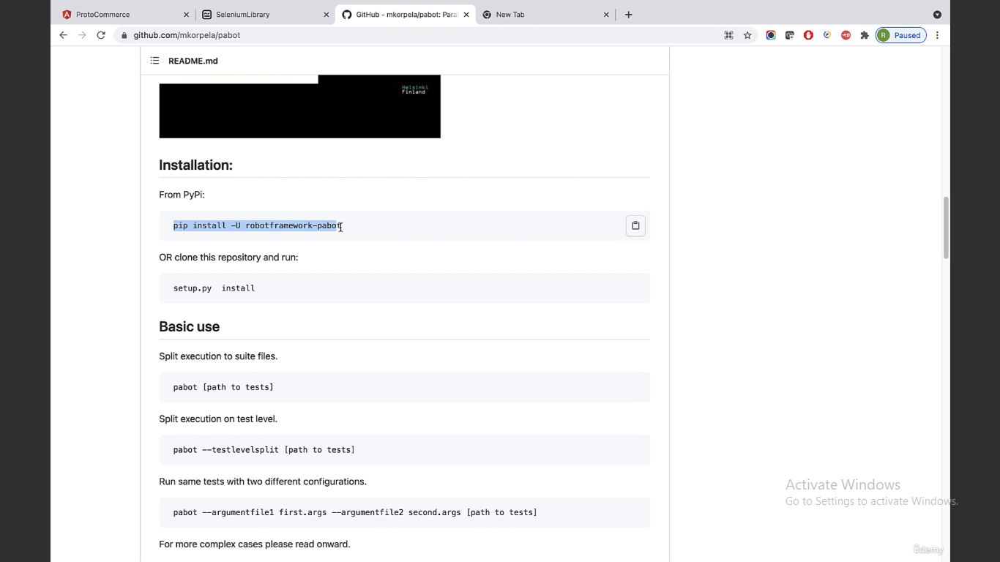 ProtoCommerce
SeleniumLibrary
GitHub - mkorpela/pabot: Para
New Tab
github.com/mkorpela/pabot
R Paused
README.md
Helsinki
Finland
Installation:
From PyPi:
pip install -U robotframework-pabot
OR clone this repository and run:
setup.py  install
Basic use
Split execution to suite files.
pabot [path to tests]
Split execution on test level.
pabot --testlevelsplit [path to tests]
Run same tests with two different configurations.
pabot --argumentfile1 first.args --argumentfile2 second.args [path to tests]
For more complex cases please read onward.
Activate Windows
Go to Settings to activate Windows.
ûdemy